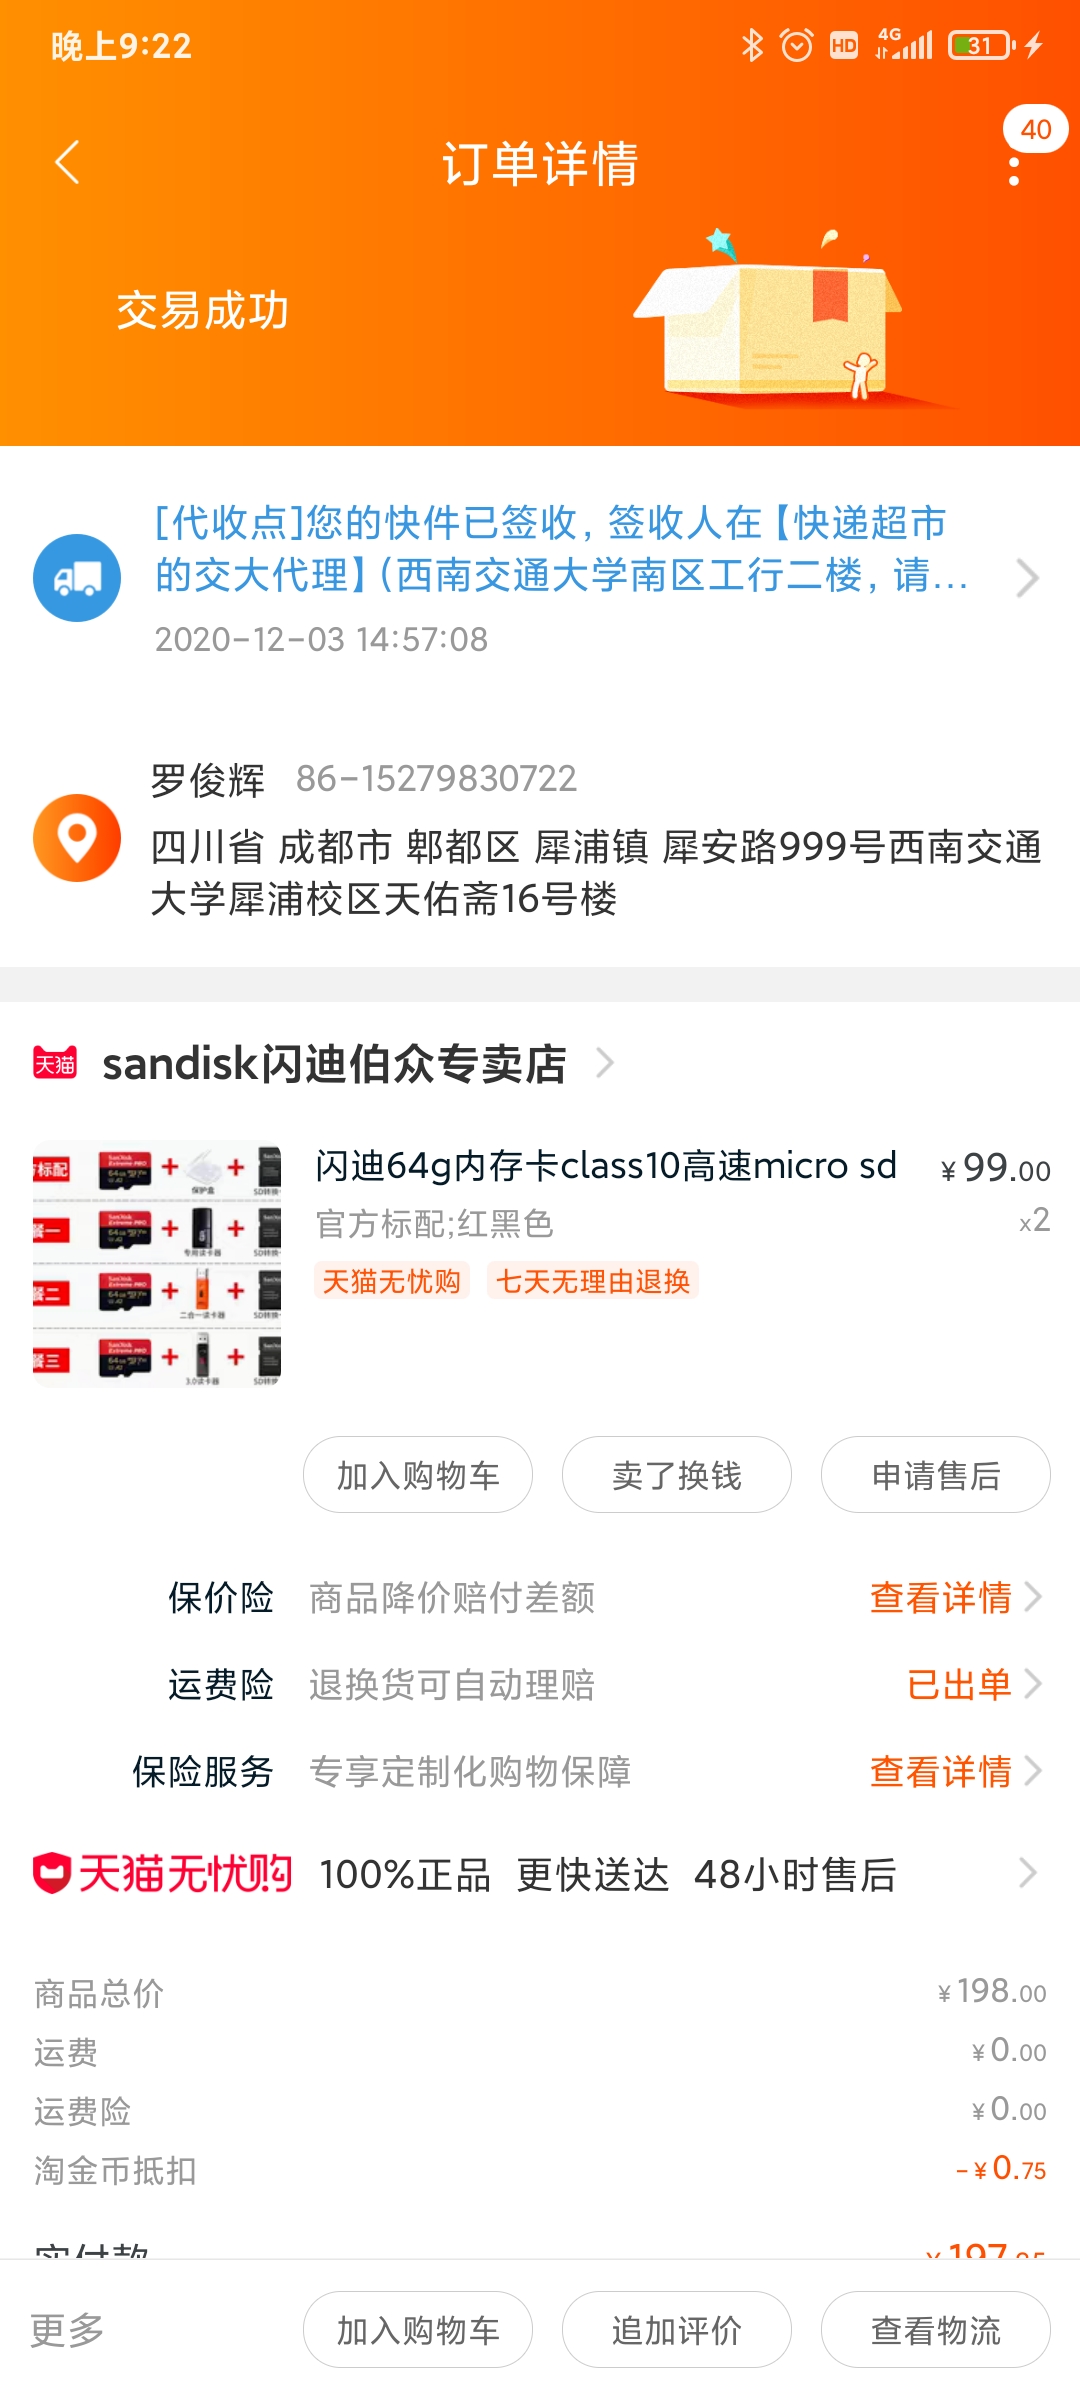 晚上9:22
HD 4G 31
40
订单详情
交易成功
[代收点]您的快件已签收, 签收人在【快递超市
的交大代理】(西南交通大学南区工行二楼, 请...
2020-12-03 14:57:08
罗俊辉 86-15279830722
四川省 成都市 郫都区 犀浦镇 犀安路999号西南交通
大学犀浦校区天佑斋16号楼
天猫 sandisk闪迪伯众专卖店
闪迪64g内存卡class10高速micro sd ¥99.00
官方标配;红黑色 x2
天猫无忧购 七天无理由退换
加入购物车 卖了换钱 申请售后
保价险 商品降价赔付差额 查看详情
运费险 退换货可自动理赔 已出单
保险服务 专享定制化购物保障 查看详情
天猫无忧购 100%正品 更快送达 48小时售后
商品总价 ¥198.00
运费 ¥0.00
运费险 ¥0.00
淘金币抵扣 -¥0.75
实付款 ¥197.25
更多 加入购物车 追加评价 查看物流